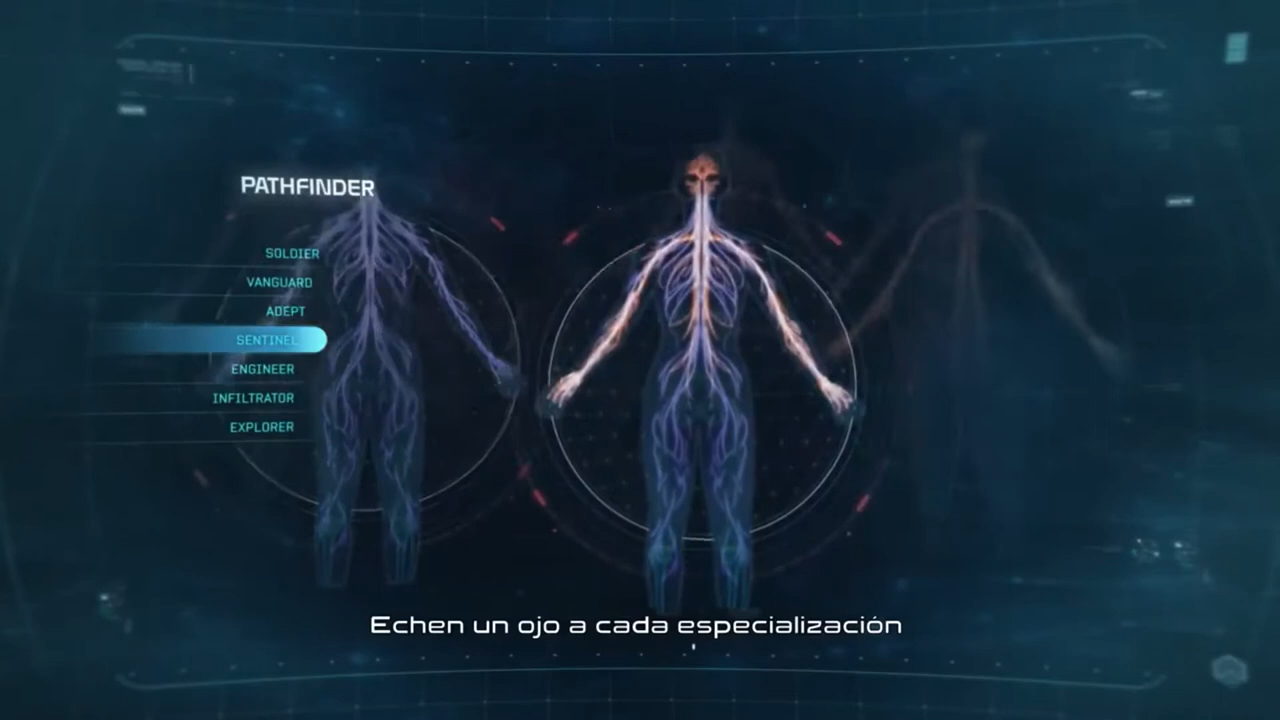 PATHFINDER
SOLDIER
VANGUARD
ADEPT
SENTINEL
ENGINEER
INFILTRATOR
EXPLORER
Echen un ojo a cada especialización